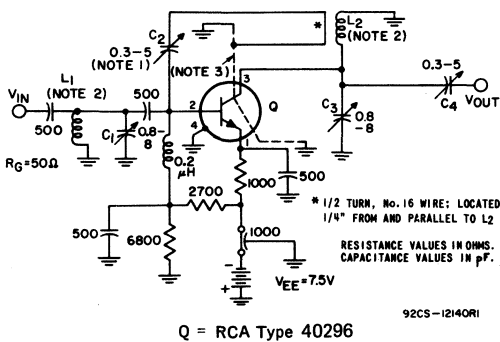 C2
0.3-5
(NOTE 1)
(NOTE 3)
*
L2
(NOTE 2)
3
L1
(NOTE 2)
VIN
500
500
2
4
1
Q
C1
0.8-
8
C3
0.8
-8
0.3-5
C4
VOUT
RG=50Ω
0.2
μH
1000
500
2700
500
6800
1000
-
+
VEE=7.5V
* 1/2 TURN, No. 16 WIRE; LOCATED
1/4" FROM AND PARALLEL TO L2
RESISTANCE VALUES IN OHMS.
CAPACITANCE VALUES IN pF.
92CS-12140R1
Q = RCA Type 40296